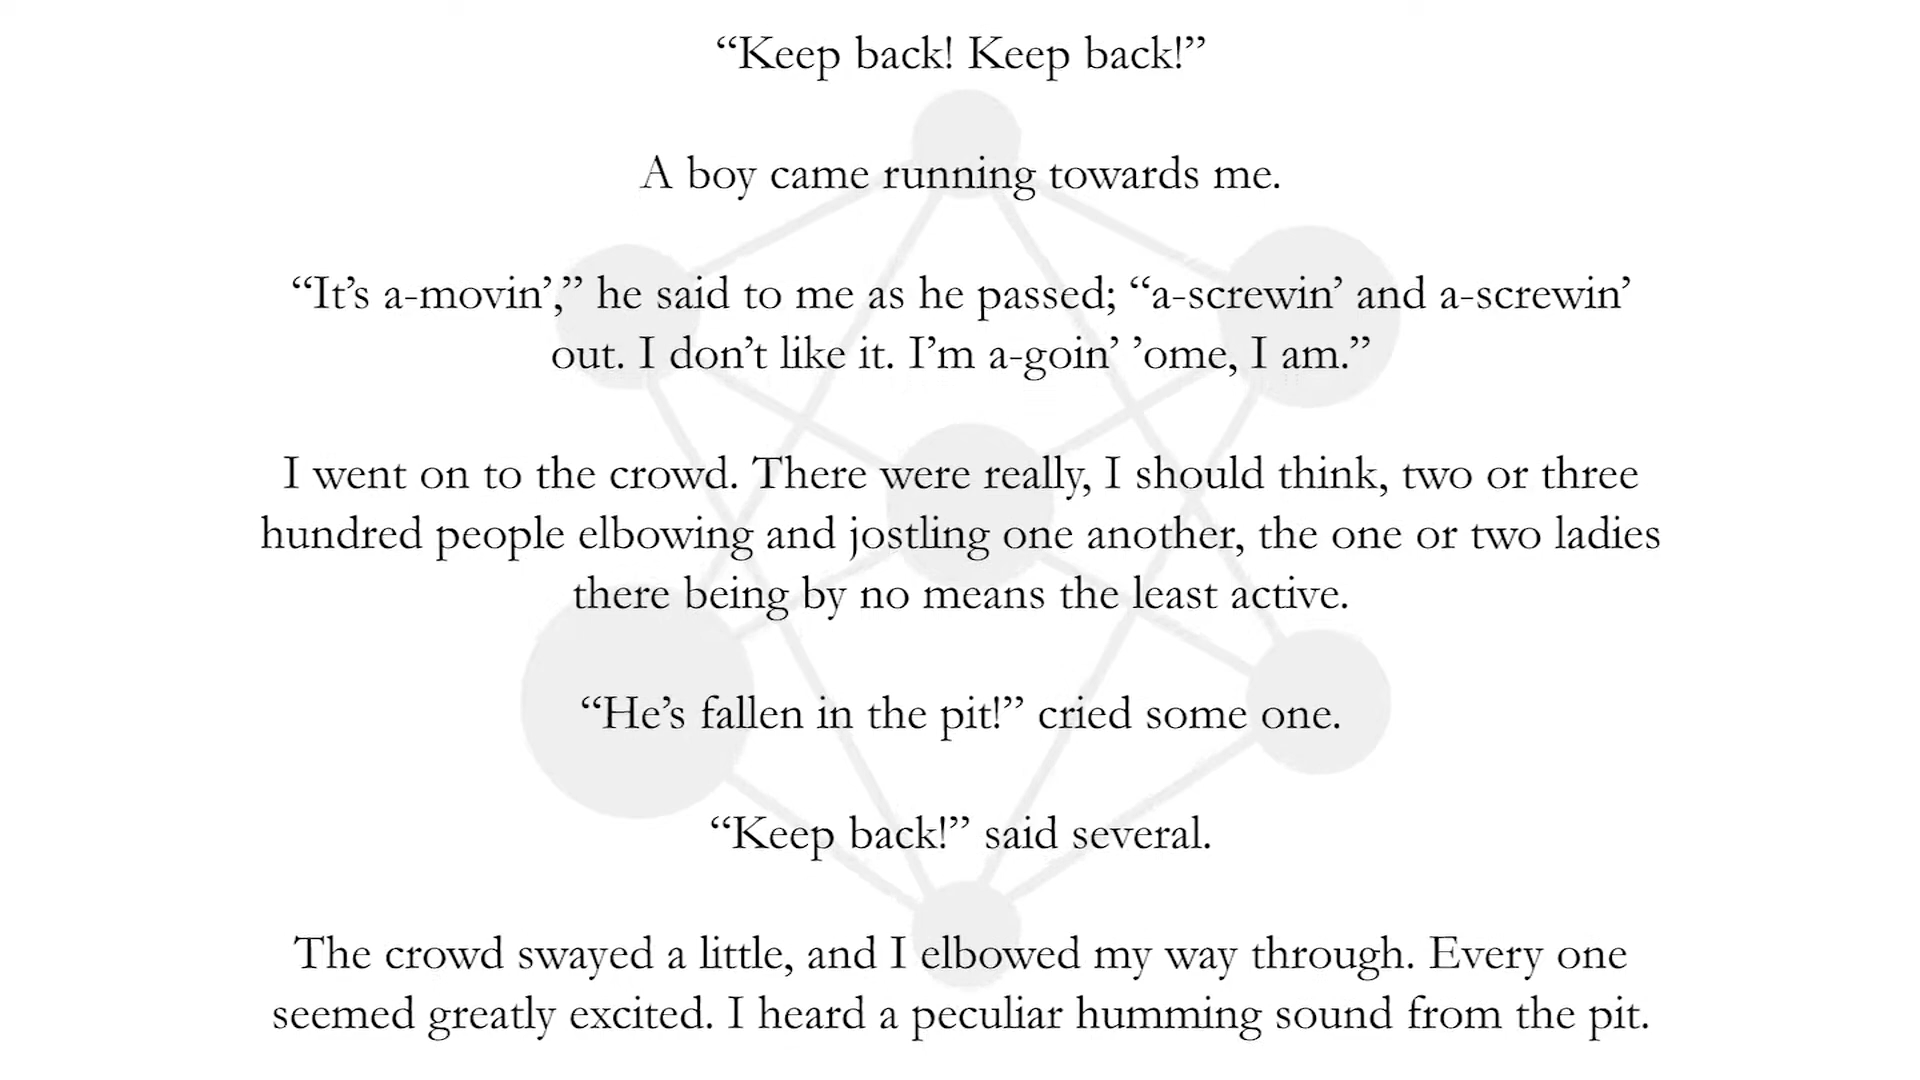 “Keep back! Keep back!”
A boy came running towards me.
“It’s a-movin’,” he said to me as he passed; “a-screwin’ and a-screwin’
out. I don’t like it. I’m a-goin’ ’ome, I am.”
I went on to the crowd. There were really, I should think, two or three
hundred people elbowing and jostling one another, the one or two ladies
there being by no means the least active.
“He’s fallen in the pit!” cried some one.
“Keep back!” said several.
The crowd swayed a little, and I elbowed my way through. Every one
seemed greatly excited. I heard a peculiar humming sound from the pit.